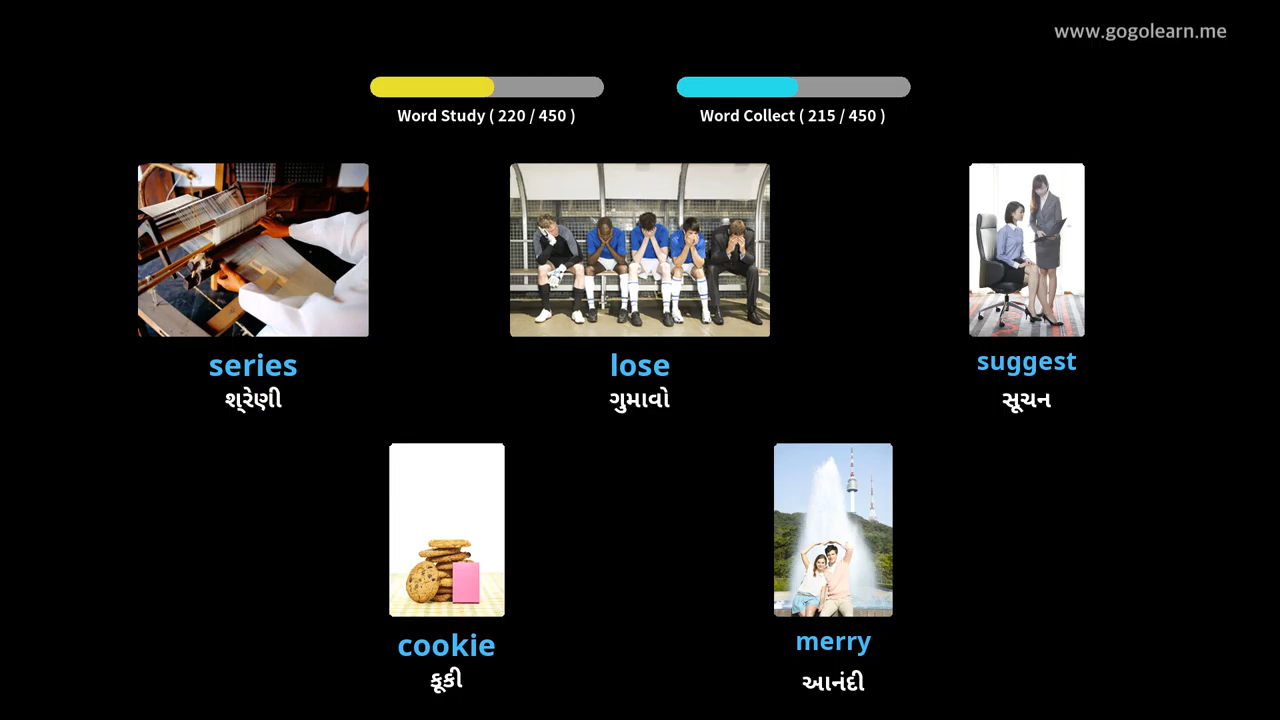 www.gogolearn.me
Word Study ( 220 / 450 )
Word Collect ( 215 / 450 )
series
શ્રેણી
lose
ગુમાવો
suggest
સૂચન
cookie
કૂકી
merry
આનંદી